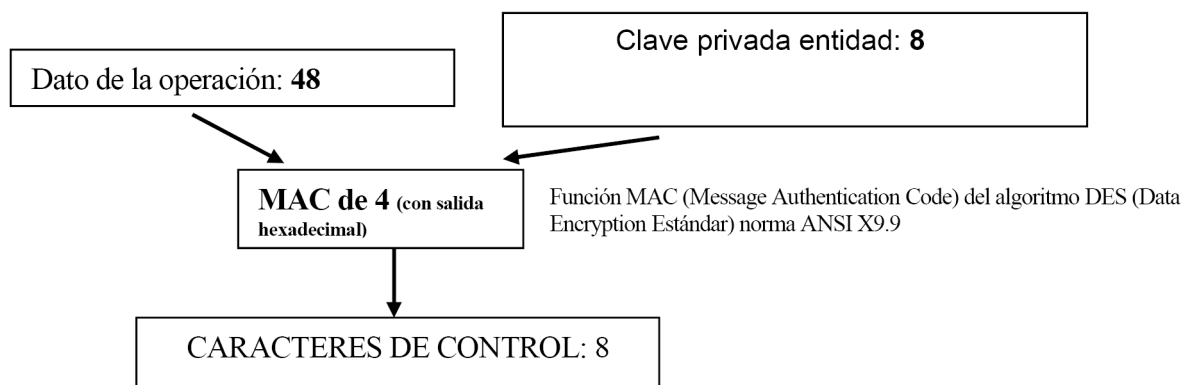 Clave privada entidad: 8
Dato de la operación: 48
MAC de 4 (con salida
hexadecimal)
Función MAC (Message Authentication Code) del algoritmo DES (Data
Encryption Estándar) norma ANSI X9.9
CARACTERES DE CONTROL: 8